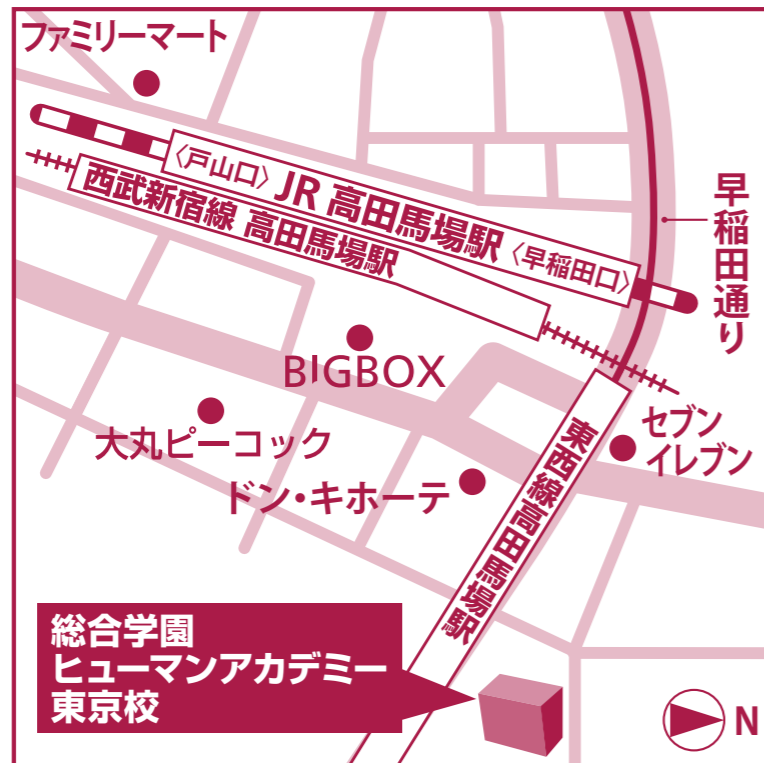 ファミリーマート
〈戸山口〉 JR 高田馬場駅 〈早稲田口〉
西武新宿線 高田馬場駅
早稲田通り
BIGBOX
大丸ピーコック
ドン・キホーテ
セブン
イレブン
東西線高田馬場駅
総合学園
ヒューマンアカデミー
東京校
N